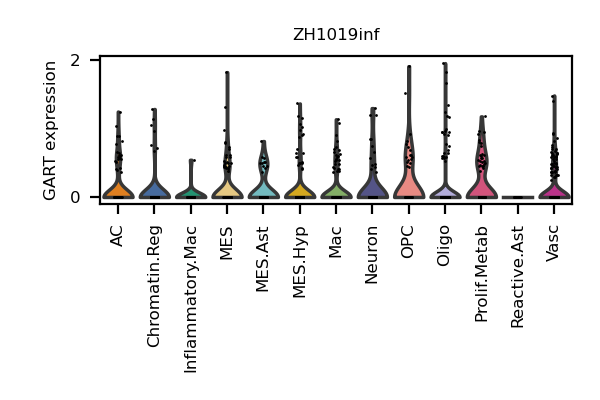 ZH1019inf
GART expression
2
0
AC
Chromatin.Reg
Inflammatory.Mac
MES
MES.Ast
MES.Hyp
Mac
Neuron
OPC
Oligo
Prolif.Metab
Reactive.Ast
Vasc